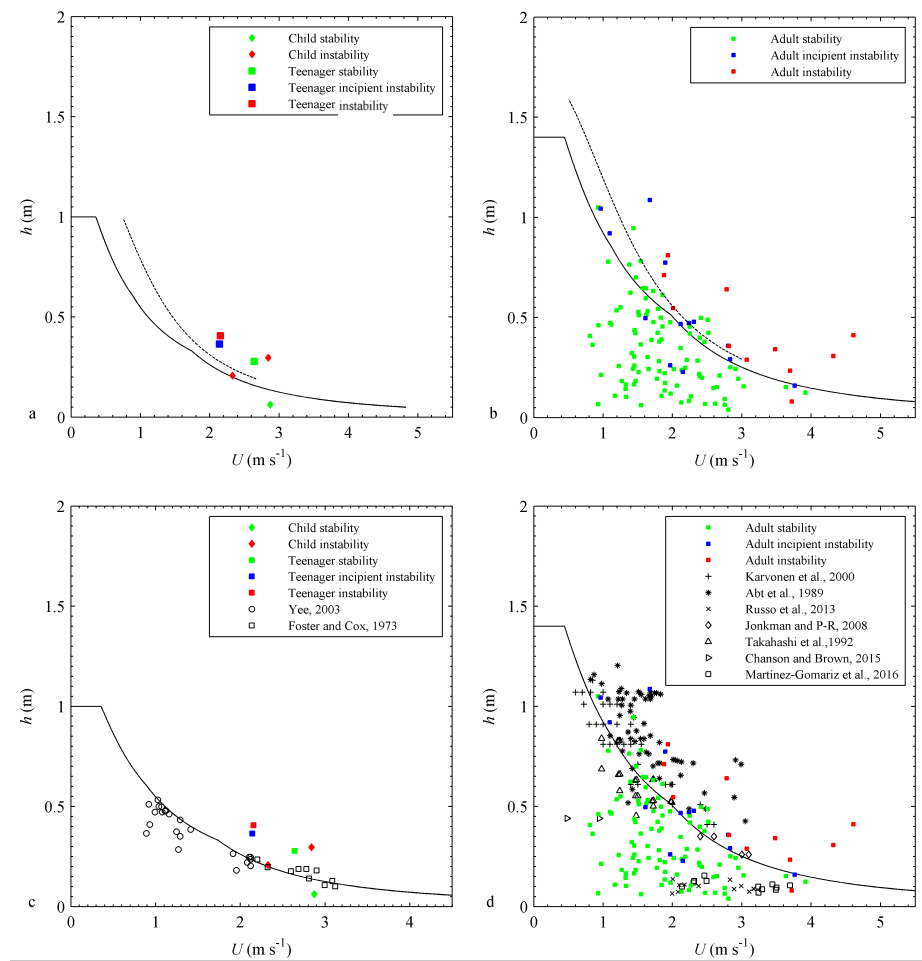 2
1.5
1
0.5
0
h (m)
Child stability
Child instability
Teenager stability
Teenager incipient instability
Teenager instability
a
0 1 2 3 4 5
U (m s-1)
2
1.5
1
0.5
0
h (m)
Adult stability
Adult incipient instability
Adult instability
b
0 1 2 3 4 5
U (m s-1)
2
1.5
1
0.5
0
h (m)
Child stability
Child instability
Teenager stability
Teenager incipient instability
Teenager instability
Yee, 2003
Foster and Cox, 1973
c
0 1 2 3 4 5
U (m s-1)
2
1.5
1
0.5
0
h (m)
Adult stability
Adult incipient instability
Adult instability
Karvonen et al., 2000
Abt et al., 1989
Russo et al., 2013
Jonkman and P-R, 2008
Takahashi et al.,1992
Chanson and Brown, 2015
Martinez-Gomariz et al., 2016
d
0 1 2 3 4 5
U (m s-1)